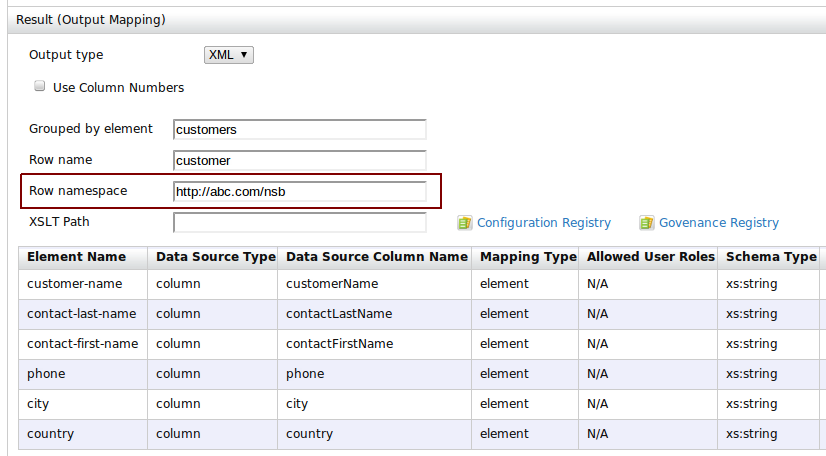 Result (Output Mapping)
Output type XML ▼
Use Column Numbers
Grouped by element customers
Row name customer
Row namespace http://abc.com/nsb
XSLT Path Configuration Registry Govenance Registry
Element Name Data Source Type Data Source Column Name Mapping Type Allowed User Roles Schema Type
customer-name column customerName element N/A xs:string
contact-last-name column contactLastName element N/A xs:string
contact-first-name column contactFirstName element N/A xs:string
phone column phone element N/A xs:string
city column city element N/A xs:string
country column country element N/A xs:string